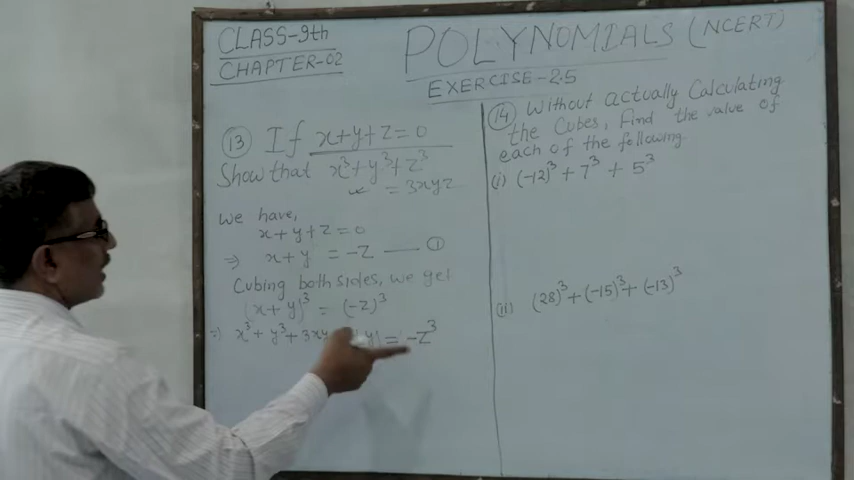 CLASS-9th
CHAPTER-02
POLYNOMIALS (NCERT)
EXERCISE-2.5
(13) If x+y+z=0
Show that x³+y³+z³
= 3xyz
we have,
x+y+z=0
⇒ x+y = -z —— (1)
Cubing both sides, we get
(x+y)³ = (-z)³
⇒ x³+y³+3xy y) = -z³
(14) Without actually Calculating
the Cubes, Find the value of
each of the following
(i) (-12)³ + 7³ + 5³
(ii) (28)³ + (-15)³ + (-13)³